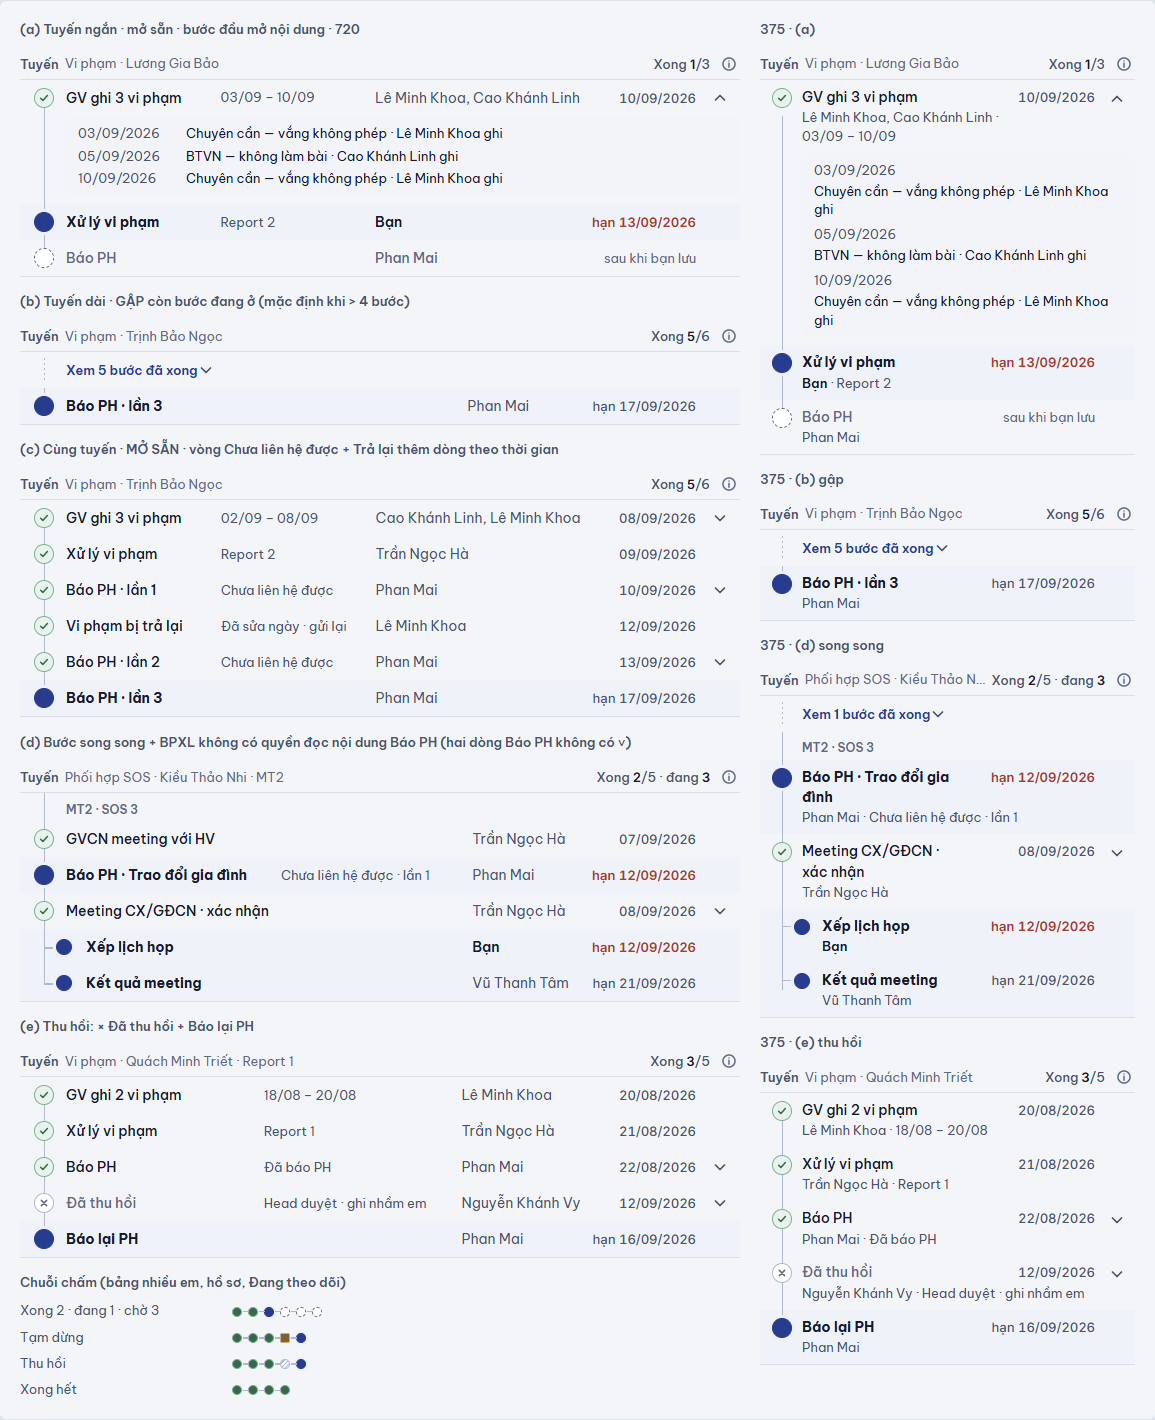 (a) Tuyến ngắn · mở sẵn · bước đầu mở nội dung · 720
Tuyến Vi phạm · Lương Gia Bảo Xong 1/3
GV ghi 3 vi phạm 03/09 – 10/09 Lê Minh Khoa, Cao Khánh Linh 10/09/2026
03/09/2026 Chuyên cần — vắng không phép · Lê Minh Khoa ghi
05/09/2026 BTVN — không làm bài · Cao Khánh Linh ghi
10/09/2026 Chuyên cần — vắng không phép · Lê Minh Khoa ghi
Xử lý vi phạm Report 2 Bạn hạn 13/09/2026
Báo PH Phan Mai sau khi bạn lưu
(b) Tuyến dài · GẬP còn bước đang ở (mặc định khi > 4 bước)
Tuyến Vi phạm · Trịnh Bảo Ngọc Xong 5/6
Xem 5 bước đã xong
Báo PH · lần 3 Phan Mai hạn 17/09/2026
(c) Cùng tuyến · MỞ SẴN · vòng Chưa liên hệ được + Trả lại thêm dòng theo thời gian
Tuyến Vi phạm · Trịnh Bảo Ngọc Xong 5/6
GV ghi 3 vi phạm 02/09 – 08/09 Cao Khánh Linh, Lê Minh Khoa 08/09/2026
Xử lý vi phạm Report 2 Trần Ngọc Hà 09/09/2026
Báo PH · lần 1 Chưa liên hệ được Phan Mai 10/09/2026
Vi phạm bị trả lại Đã sửa ngày · gửi lại Lê Minh Khoa 12/09/2026
Báo PH · lần 2 Chưa liên hệ được Phan Mai 13/09/2026
Báo PH · lần 3 Phan Mai hạn 17/09/2026
(d) Bước song song + BPXL không có quyền đọc nội dung Báo PH (hai dòng Báo PH không có ∨)
Tuyến Phối hợp SOS · Kiều Thảo Nhi · MT2 Xong 2/5 · đang 3
MT2 · SOS 3
GVCN meeting với HV Trần Ngọc Hà 07/09/2026
Báo PH · Trao đổi gia đình Chưa liên hệ được · lần 1 Phan Mai hạn 12/09/2026
Meeting CX/GĐCN · xác nhận Trần Ngọc Hà 08/09/2026
Xếp lịch họp Bạn hạn 12/09/2026
Kết quả meeting Vũ Thanh Tâm hạn 21/09/2026
(e) Thu hồi: × Đã thu hồi + Báo lại PH
Tuyến Vi phạm · Quách Minh Triết · Report 1 Xong 3/5
GV ghi 2 vi phạm 18/08 – 20/08 Lê Minh Khoa 20/08/2026
Xử lý vi phạm Report 1 Trần Ngọc Hà 21/08/2026
Báo PH Đã báo PH Phan Mai 22/08/2026
Đã thu hồi Head duyệt · ghi nhầm em Nguyễn Khánh Vy 12/09/2026
Báo lại PH Phan Mai hạn 16/09/2026
Chuỗi chấm (bảng nhiều em, hồ sơ, Đang theo dõi)
Xong 2 · đang 1 · chờ 3
Tạm dừng
Thu hồi
Xong hết
375 · (a)
Tuyến Vi phạm · Lương Gia Bảo Xong 1/3
GV ghi 3 vi phạm 10/09/2026
Lê Minh Khoa, Cao Khánh Linh ·
03/09 – 10/09
03/09/2026
Chuyên cần — vắng không phép · Lê Minh Khoa
ghi
05/09/2026
BTVN — không làm bài · Cao Khánh Linh ghi
10/09/2026
Chuyên cần — vắng không phép · Lê Minh Khoa
ghi
Xử lý vi phạm hạn 13/09/2026
Bạn · Report 2
Báo PH sau khi bạn lưu
Phan Mai
375 · (b) gập
Tuyến Vi phạm · Trịnh Bảo Ngọc Xong 5/6
Xem 5 bước đã xong
Báo PH · lần 3 hạn 17/09/2026
Phan Mai
375 · (d) song song
Tuyến Phối hợp SOS · Kiều Thảo N... Xong 2/5 · đang 3
Xem 1 bước đã xong
MT2 · SOS 3
Báo PH · Trao đổi gia hạn 12/09/2026
đình
Phan Mai · Chưa liên hệ được · lần 1
Meeting CX/GĐCN · 08/09/2026
xác nhận
Trần Ngọc Hà
Xếp lịch họp hạn 12/09/2026
Bạn
Kết quả meeting hạn 21/09/2026
Vũ Thanh Tâm
375 · (e) thu hồi
Tuyến Vi phạm · Quách Minh Triết Xong 3/5
GV ghi 2 vi phạm 20/08/2026
Lê Minh Khoa · 18/08 – 20/08
Xử lý vi phạm 21/08/2026
Trần Ngọc Hà · Report 1
Báo PH 22/08/2026
Phan Mai · Đã báo PH
Đã thu hồi 12/09/2026
Nguyễn Khánh Vy · Head duyệt · ghi nhầm em
Báo lại PH hạn 16/09/2026
Phan Mai